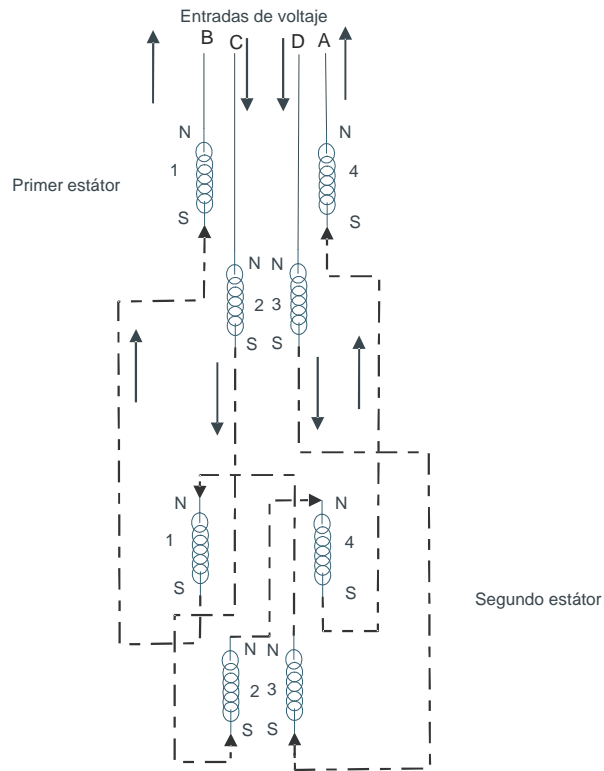 Entradas de voltaje
B C D A
N N
1 4
Primer estátor
S S
N N
2 3
S S
N N
1 4
S S
Segundo estátor
N N
2 3
S S